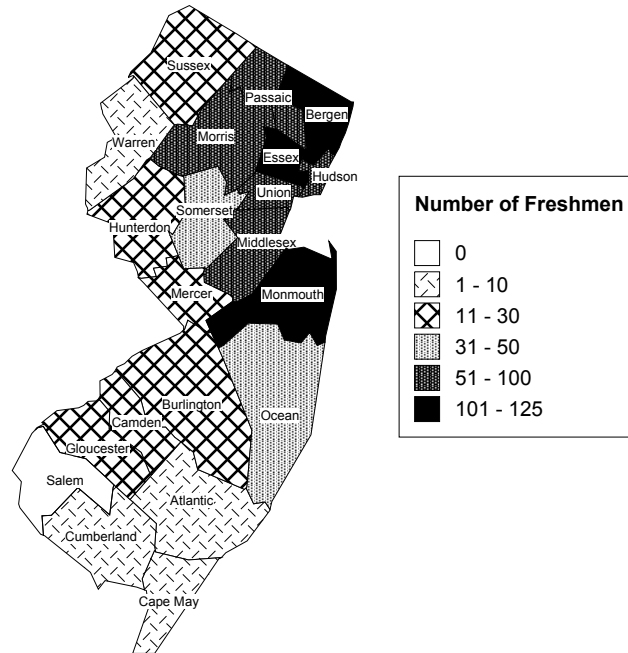 Sussex
Passaic
Bergen
Warren
Morris
Essex
Hudson
Union
Somerset
Hunterdon
Middlesex
Mercer
Monmouth
Burlington
Ocean
Camden
Gloucester
Salem
Atlantic
Cumberland
Cape May
Number of Freshmen
0
1 - 10
11 - 30
31 - 50
51 - 100
101 - 125